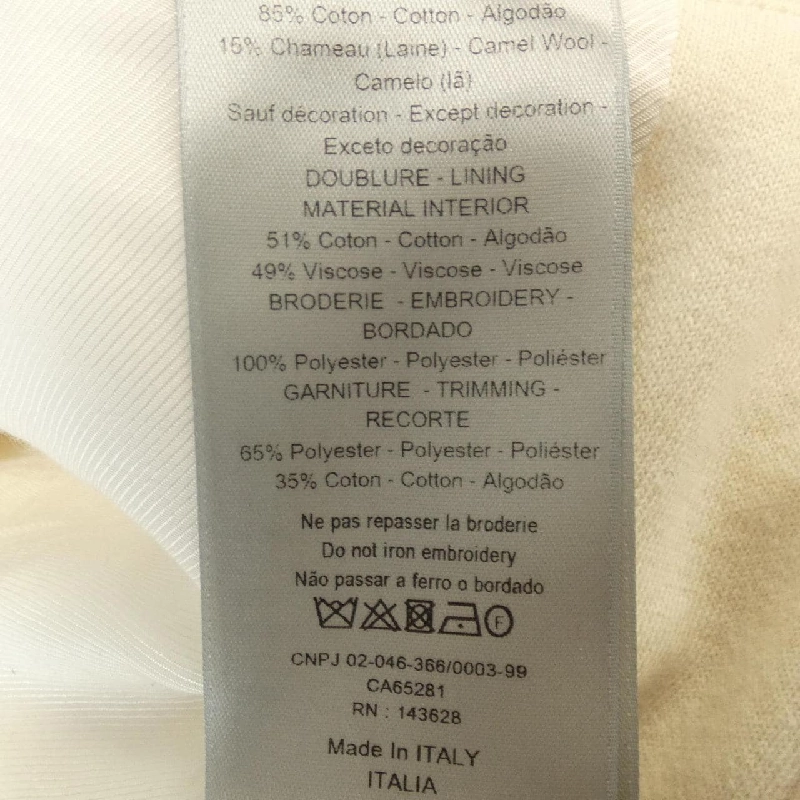 85% Coton - Cotton - Algodão
15% Chameau (Laine) - Camel Wool -
Camelo (lã)
Sauf décoration - Except decoration -
Exceto decoração
DOUBLURE - LINING
MATERIAL INTERIOR
51% Coton - Cotton - Algodão
49% Viscose - Viscose - Viscose
BRODERIE - EMBROIDERY -
BORDADO
100% Polyester - Polyester - Poliéster
GARNITURE - TRIMMING -
RECORTE
65% Polyester - Polyester - Poliéster
35% Coton - Cotton - Algodão
Ne pas repasser la broderie
Do not iron embroidery
Não passar a ferro o bordado
F
CNPJ 02-046-366/0003-99
CA65281
RN : 143628
Made In ITALY
ITALIA